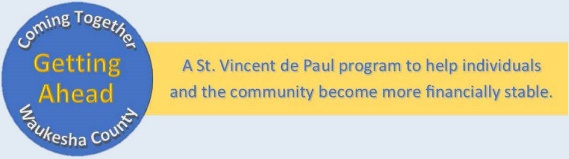 Coming Together
Getting
Ahead
Waukesha County
A St. Vincent de Paul program to help individuals
and the community become more financially stable.